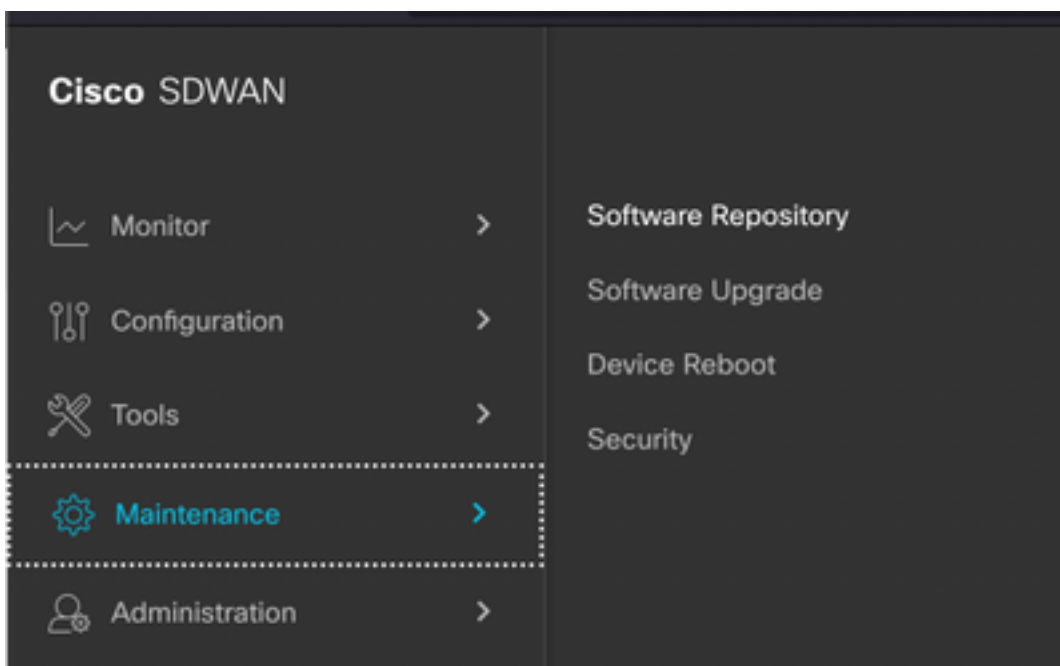 Cisco SDWAN
Monitor
Configuration
Tools
Maintenance
Administration
Software Repository
Software Upgrade
Device Reboot
Security